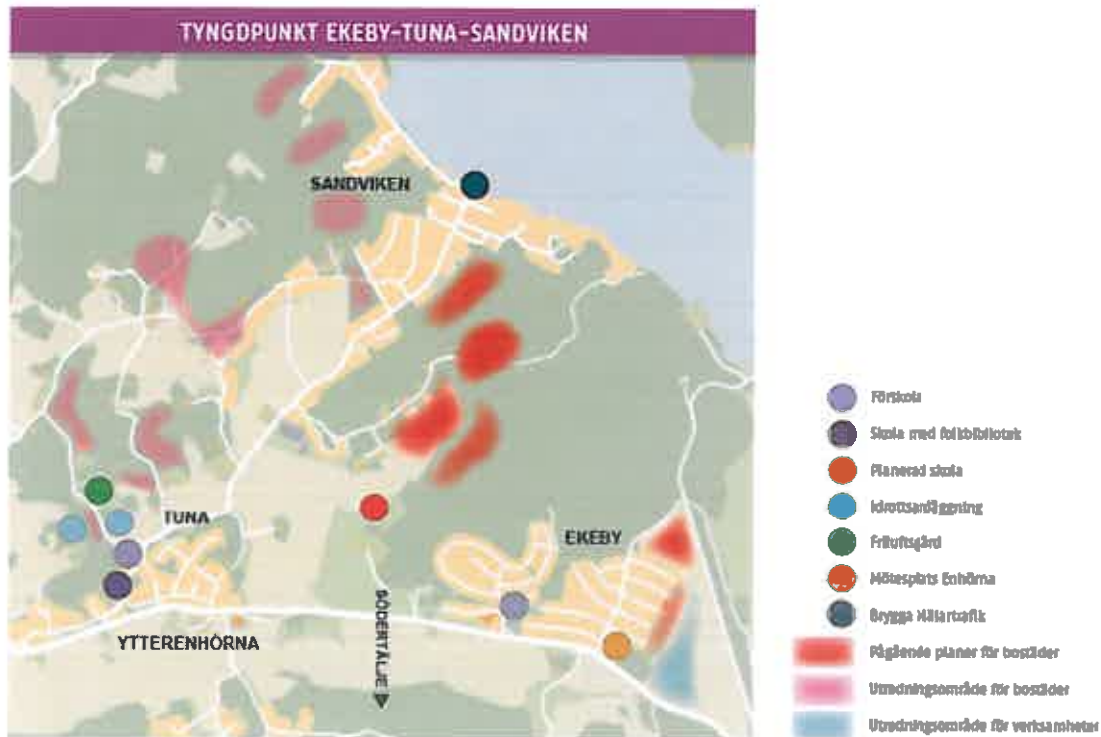 TYNGDPUNKT EKEBY-TUNA-SANDVIKEN
SANDVIKEN
TUNA
EKEBY
YTTERENHÖRNA
SÖDERTÄLJE
Förskola
Skola med folkbibliotek
Planerad skola
Idrottsanläggning
Friluftsgård
Mötesplats Enhörna
Brygga Mälartrafik
Pågående planer för bostäder
Utredningsområde för bostäder
Utredningsområde för verksamheter